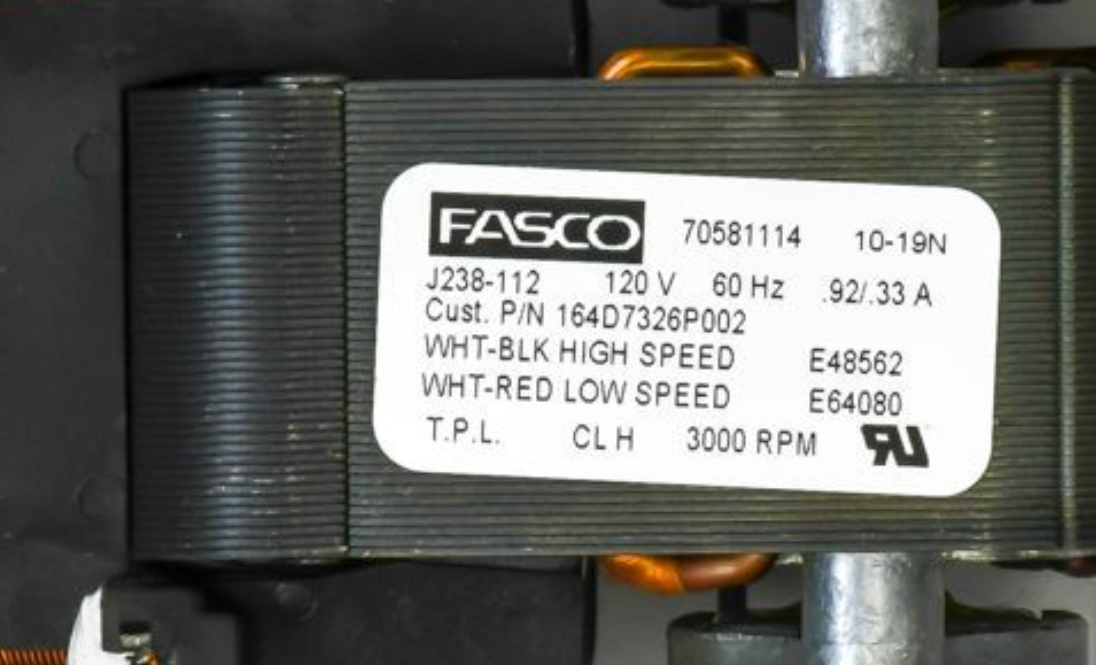 FASCO 70581114 10-19N
J238-112 120 V 60 Hz .92/.33 A
Cust. P/N 164D7326P002
WHT-BLK HIGH SPEED E48562
WHT-RED LOW SPEED E64080
T.P.L. CL H 3000 RPM RU